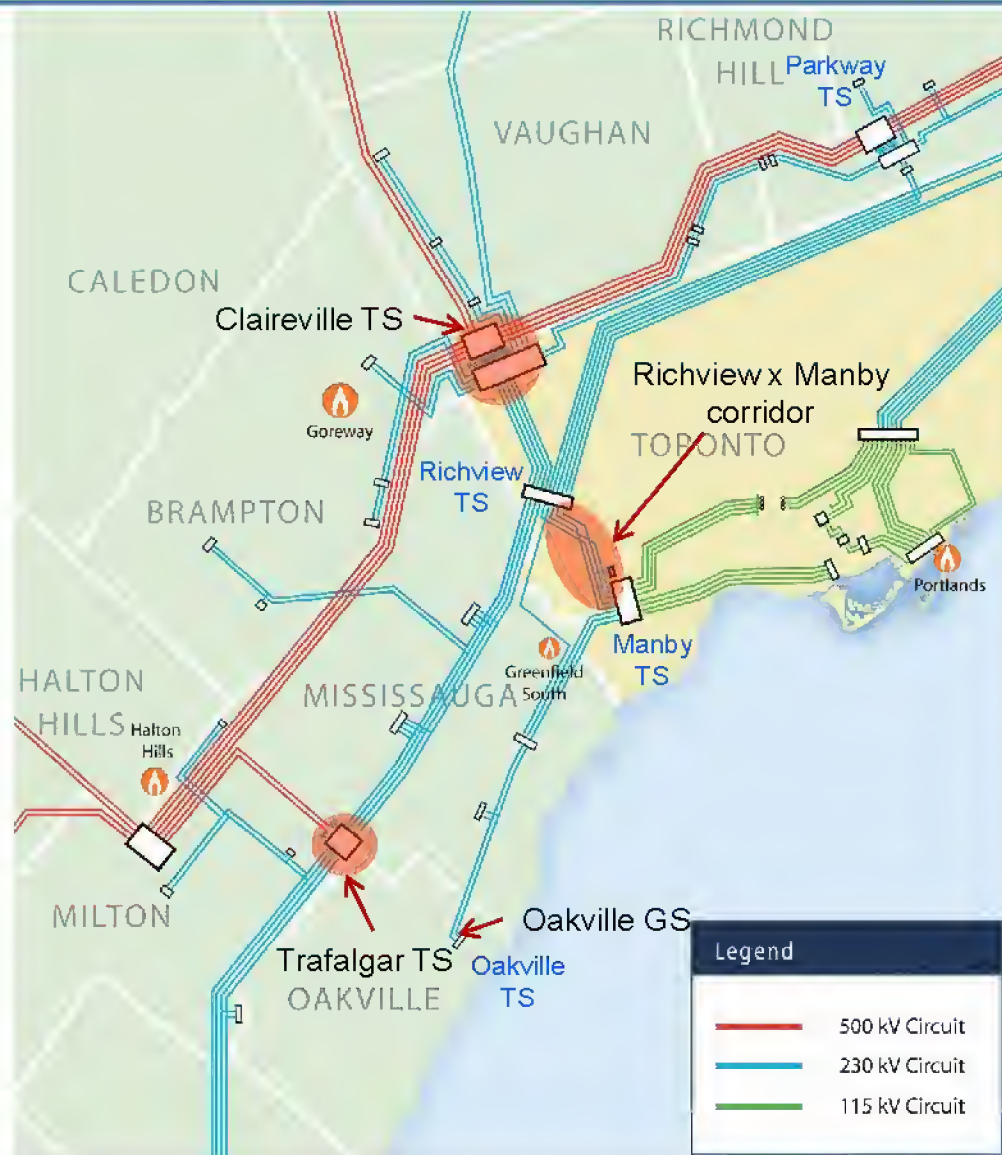 RICHMOND
HILL
Parkway
TS
VAUGHAN
CALEDON
Claireville TS
Richview x Manby
corridor
Goreway
TORONTO
Richview
TS
BRAMPTON
Portlands
Manby
TS
Greenfield
South
HALTON
HILLS
MISSISSAUGA
Halton
Hills
MILTON
Oakville GS
Trafalgar TS
Oakville
TS
OAKVILLE
Legend
500 kV Circuit
230 kV Circuit
115 kV Circuit